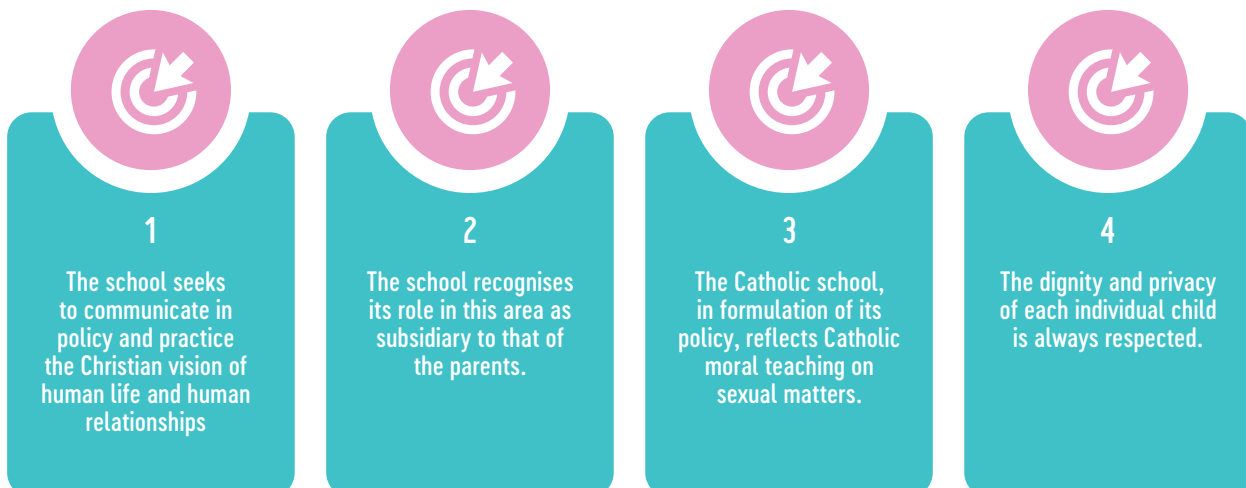 1
The school seeks
to communicate in
policy and practice
the Christian vision of
human life and human
relationships
2
The school recognises
its role in this area as
subsidiary to that of
the parents.
3
The Catholic school,
in formulation of its
policy, reflects Catholic
moral teaching on
sexual matters.
4
The dignity and privacy
of each individual child
is always respected.